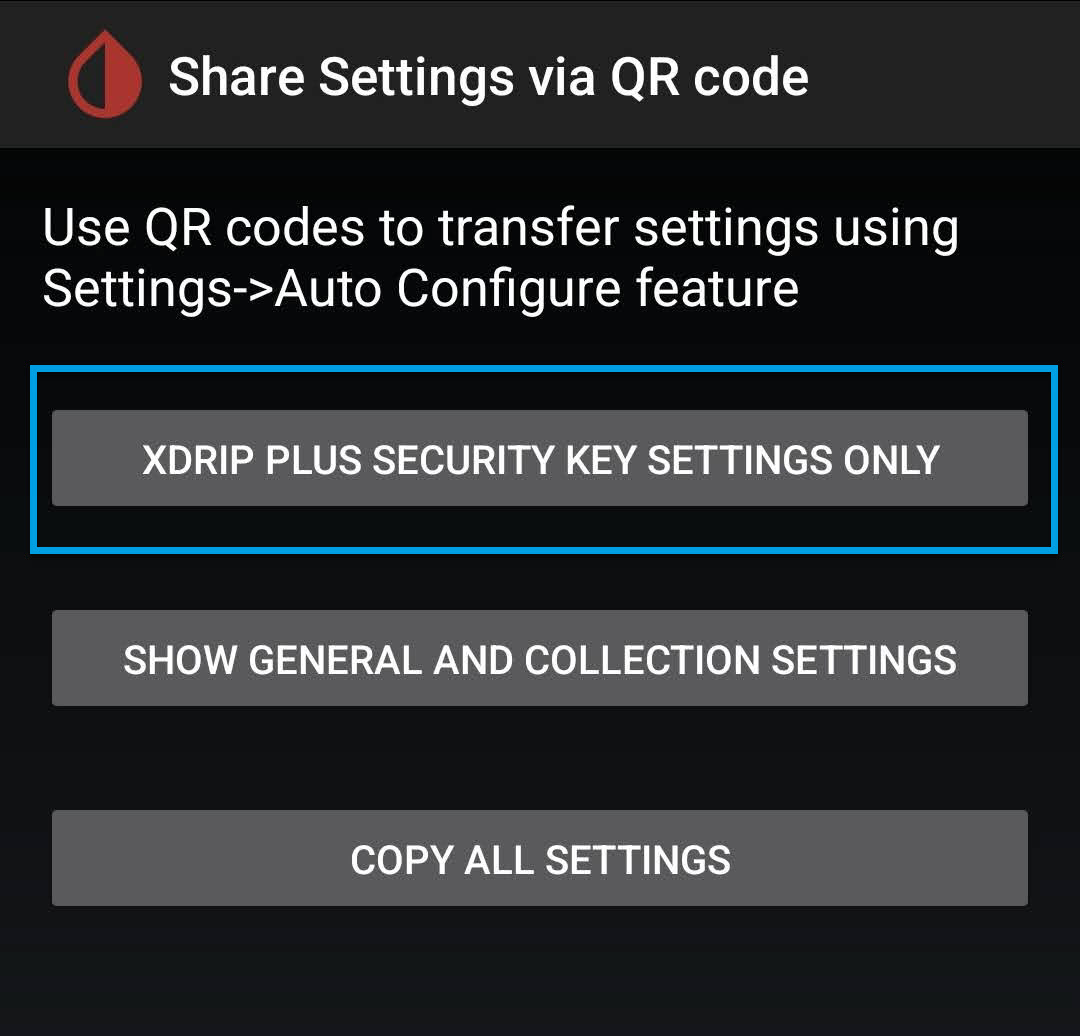 Share Settings via QR code
Use QR codes to transfer settings using
Settings->Auto Configure feature
XDRIP PLUS SECURITY KEY SETTINGS ONLY
SHOW GENERAL AND COLLECTION SETTINGS
COPY ALL SETTINGS